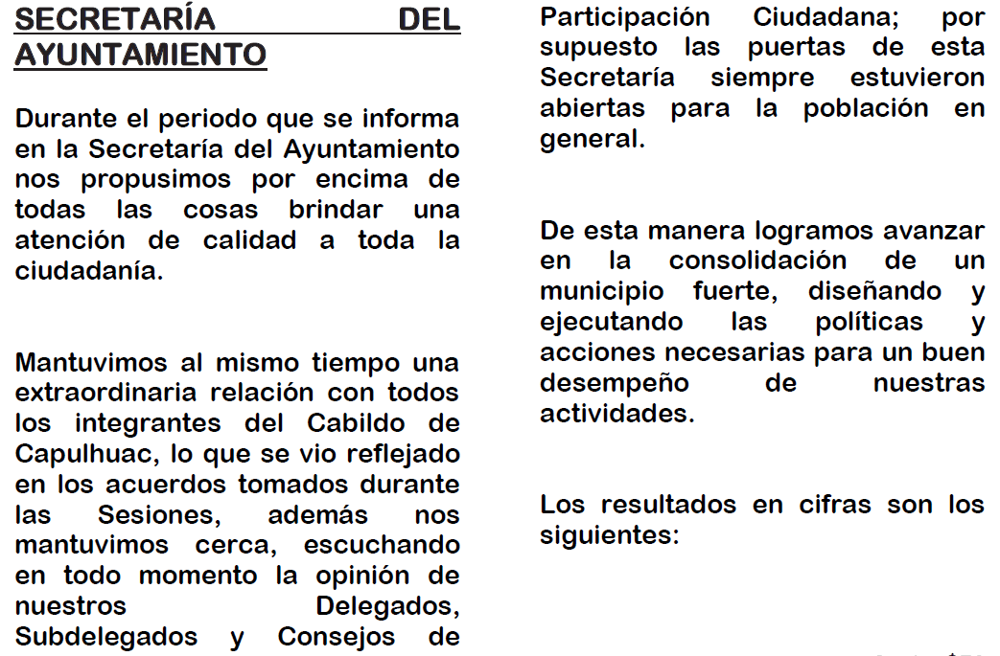 SECRETARÍA DEL
AYUNTAMIENTO
Durante el periodo que se informa
en la Secretaría del Ayuntamiento
nos propusimos por encima de
todas las cosas brindar una
atención de calidad a toda la
ciudadanía.
Mantuvimos al mismo tiempo una
extraordinaria relación con todos
los integrantes del Cabildo de
Capulhuac, lo que se vio reflejado
en los acuerdos tomados durante
las Sesiones, además nos
mantuvimos cerca, escuchando
en todo momento la opinión de
nuestros Delegados,
Subdelegados y Consejos de
Participación Ciudadana; por
supuesto las puertas de esta
Secretaría siempre estuvieron
abiertas para la población en
general.
De esta manera logramos avanzar
en la consolidación de un
municipio fuerte, diseñando y
ejecutando las políticas y
acciones necesarias para un buen
desempeño de nuestras
actividades.
Los resultados en cifras son los
siguientes: